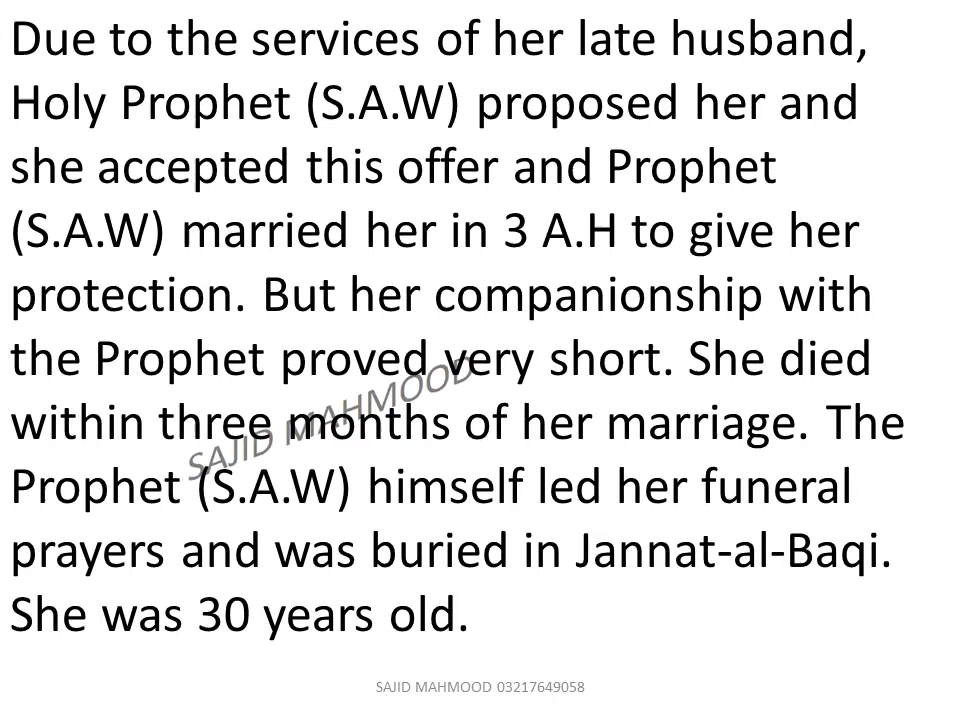 Due to the services of her late husband,
Holy Prophet (S.A.W) proposed her and
she accepted this offer and Prophet
(S.A.W) married her in 3 A.H to give her
protection. But her companionship with
the Prophet proved very short. She died
within three months of her marriage. The
Prophet (S.A.W) himself led her funeral
prayers and was buried in Jannat-al-Baqi.
She was 30 years old.
SAJID MAHMOOD
SAJID MAHMOOD 03217649058